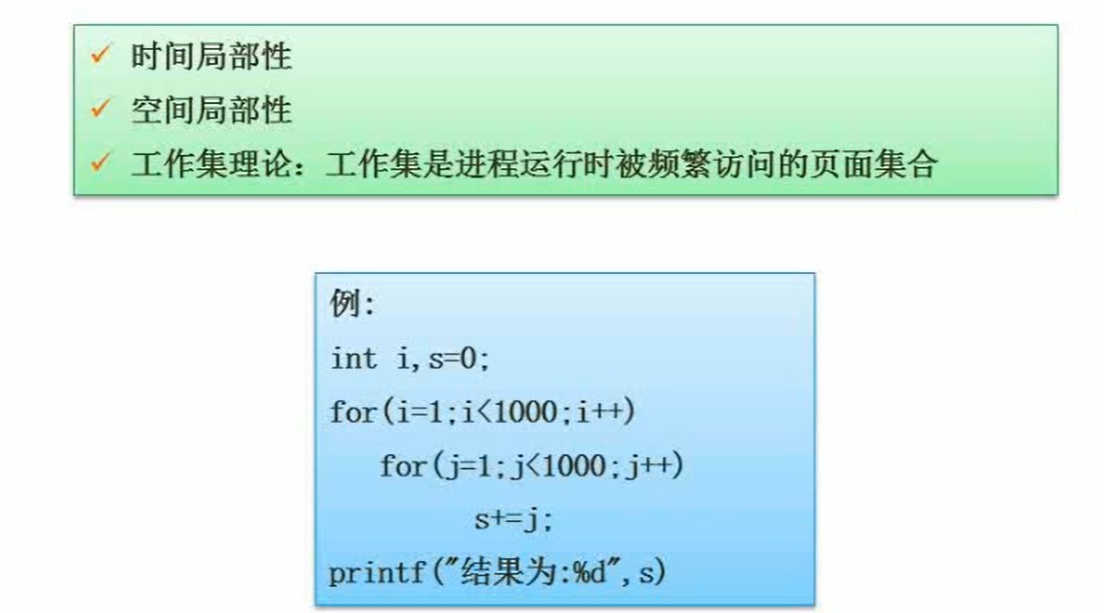 ✓ 时间局部性
✓ 空间局部性
✓ 工作集理论：工作集是进程运行时被频繁访问的页面集合
例:
int i,s=0;
for(i=1;i<1000;i++)
for(j=1;j<1000;j++)
s+=j;
printf("结果为:%d",s)